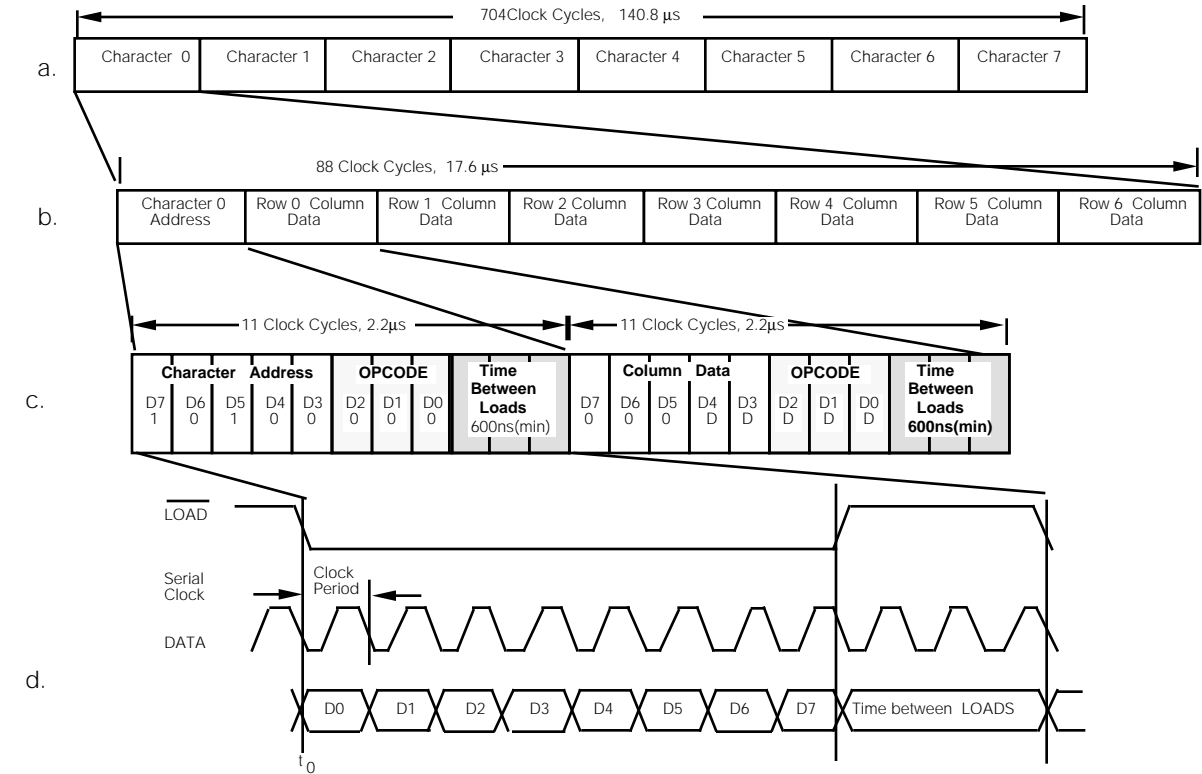 704Clock Cycles, 140.8 µs
a.
Character 0 Character 1 Character 2 Character 3 Character 4 Character 5 Character 6 Character 7
88 Clock Cycles, 17.6 µs
b.
Character 0 Address
Row 0 Column Data
Row 1 Column Data
Row 2 Column Data
Row 3 Column Data
Row 4 Column Data
Row 5 Column Data
Row 6 Column Data
11 Clock Cycles, 2.2µs
11 Clock Cycles, 2.2µs
c.
Character Address
OPCODE
Time
Between
Loads
600ns(min)
D7 D6 D5 D4 D3 D2 D1 D0
1 0 1 0 0 0 0 0
Column Data
OPCODE
Time
Between
Loads
600ns(min)
D7 D6 D5 D4 D3 D2 D1 D0
0 0 0 D D D D D
LOAD
Serial
Clock
Clock
Period
DATA
d.
D0 D1 D2 D3 D4 D5 D6 D7 Time between LOADS
t0